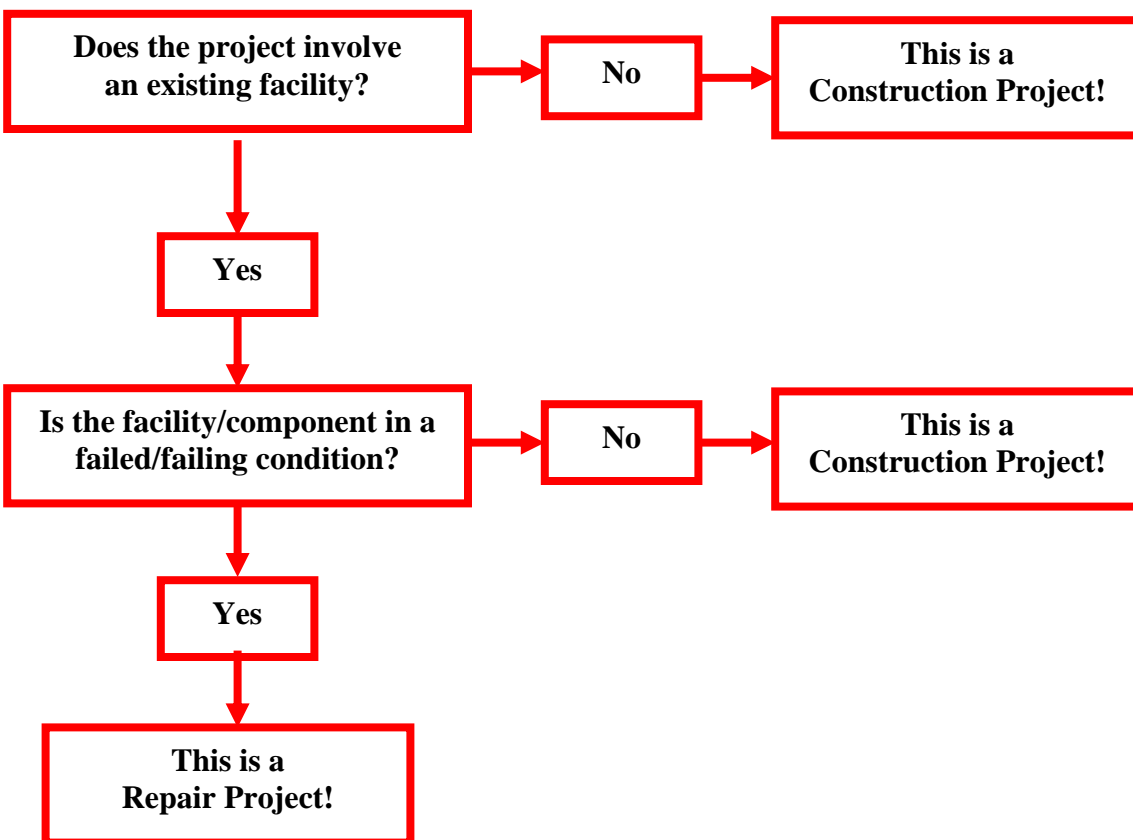 Does the project involve
an existing facility?
No
This is a
Construction Project!
Yes
Is the facility/component in a
failed/failing condition?
No
This is a
Construction Project!
Yes
This is a
Repair Project!